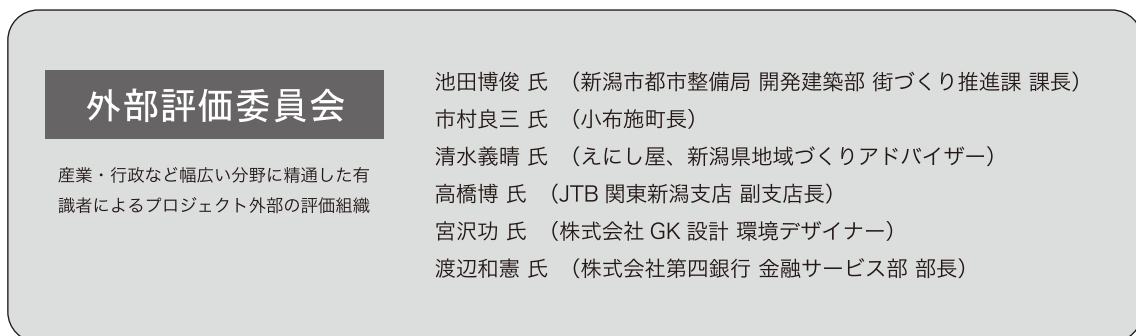 外部評価委員会
産業・行政など幅広い分野に精通した有
識者によるプロジェクト外部の評価組織
池田博俊 氏 （新潟市都市整備局 開発建築部 街づくり推進課 課長）
市村良三 氏 （小布施町長）
清水義晴 氏 （えにし屋、新潟県地域づくりアドバイザー）
高橋博 氏 （JTB 関東新潟支店 副支店長）
宮沢功 氏 （株式会社 GK 設計 環境デザイナー）
渡辺和憲 氏 （株式会社第四銀行 金融サービス部 部長）